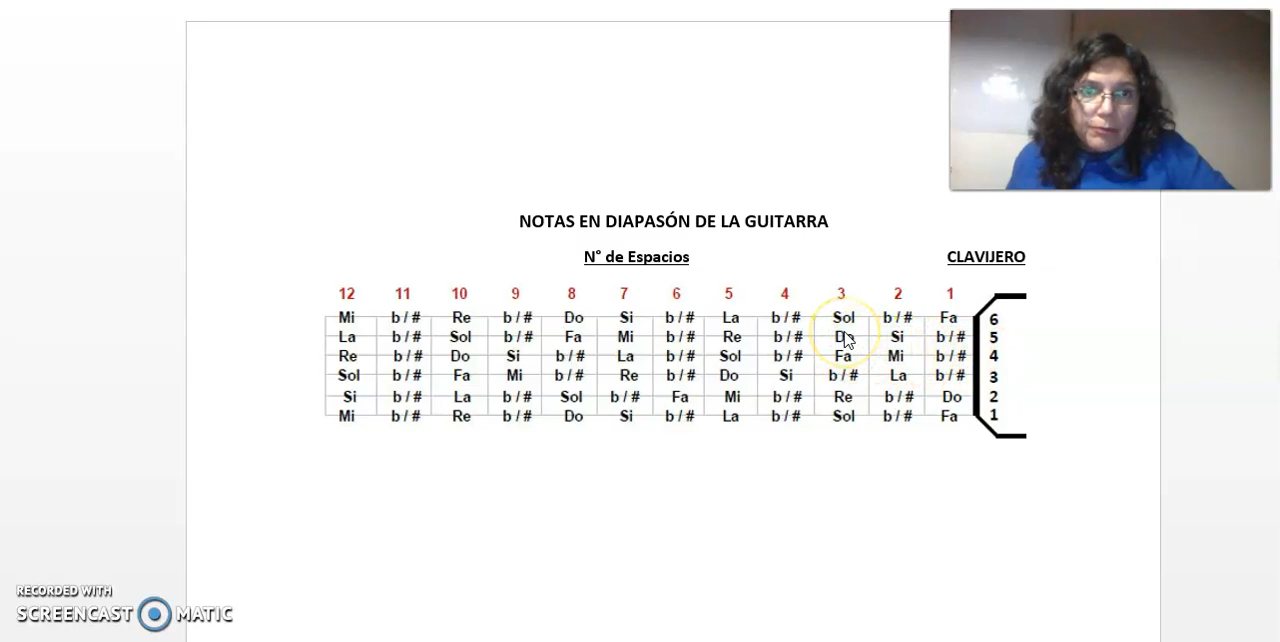 NOTAS EN DIAPASÓN DE LA GUITARRA
N° de Espacios CLAVIJERO
12 11 10 9 8 7 6 5 4 3 2 1
Mi b / # Re b / # Do Si b / # La b / # Sol b / # Fa 6
La b / # Sol b / # Fa Mi b / # Re b / # Do Si b / # 5
Re b / # Do Si b / # La b / # Sol b / # Fa Mi b / # 4
Sol b / # Fa Mi b / # Re b / # Do Si b / # La b / # 3
Si b / # La b / # Sol b / # Fa Mi b / # Re b / # Do 2
Mi b / # Re b / # Do Si b / # La b / # Sol b / # Fa 1
RECORDED WITH
SCREENCAST MATIC